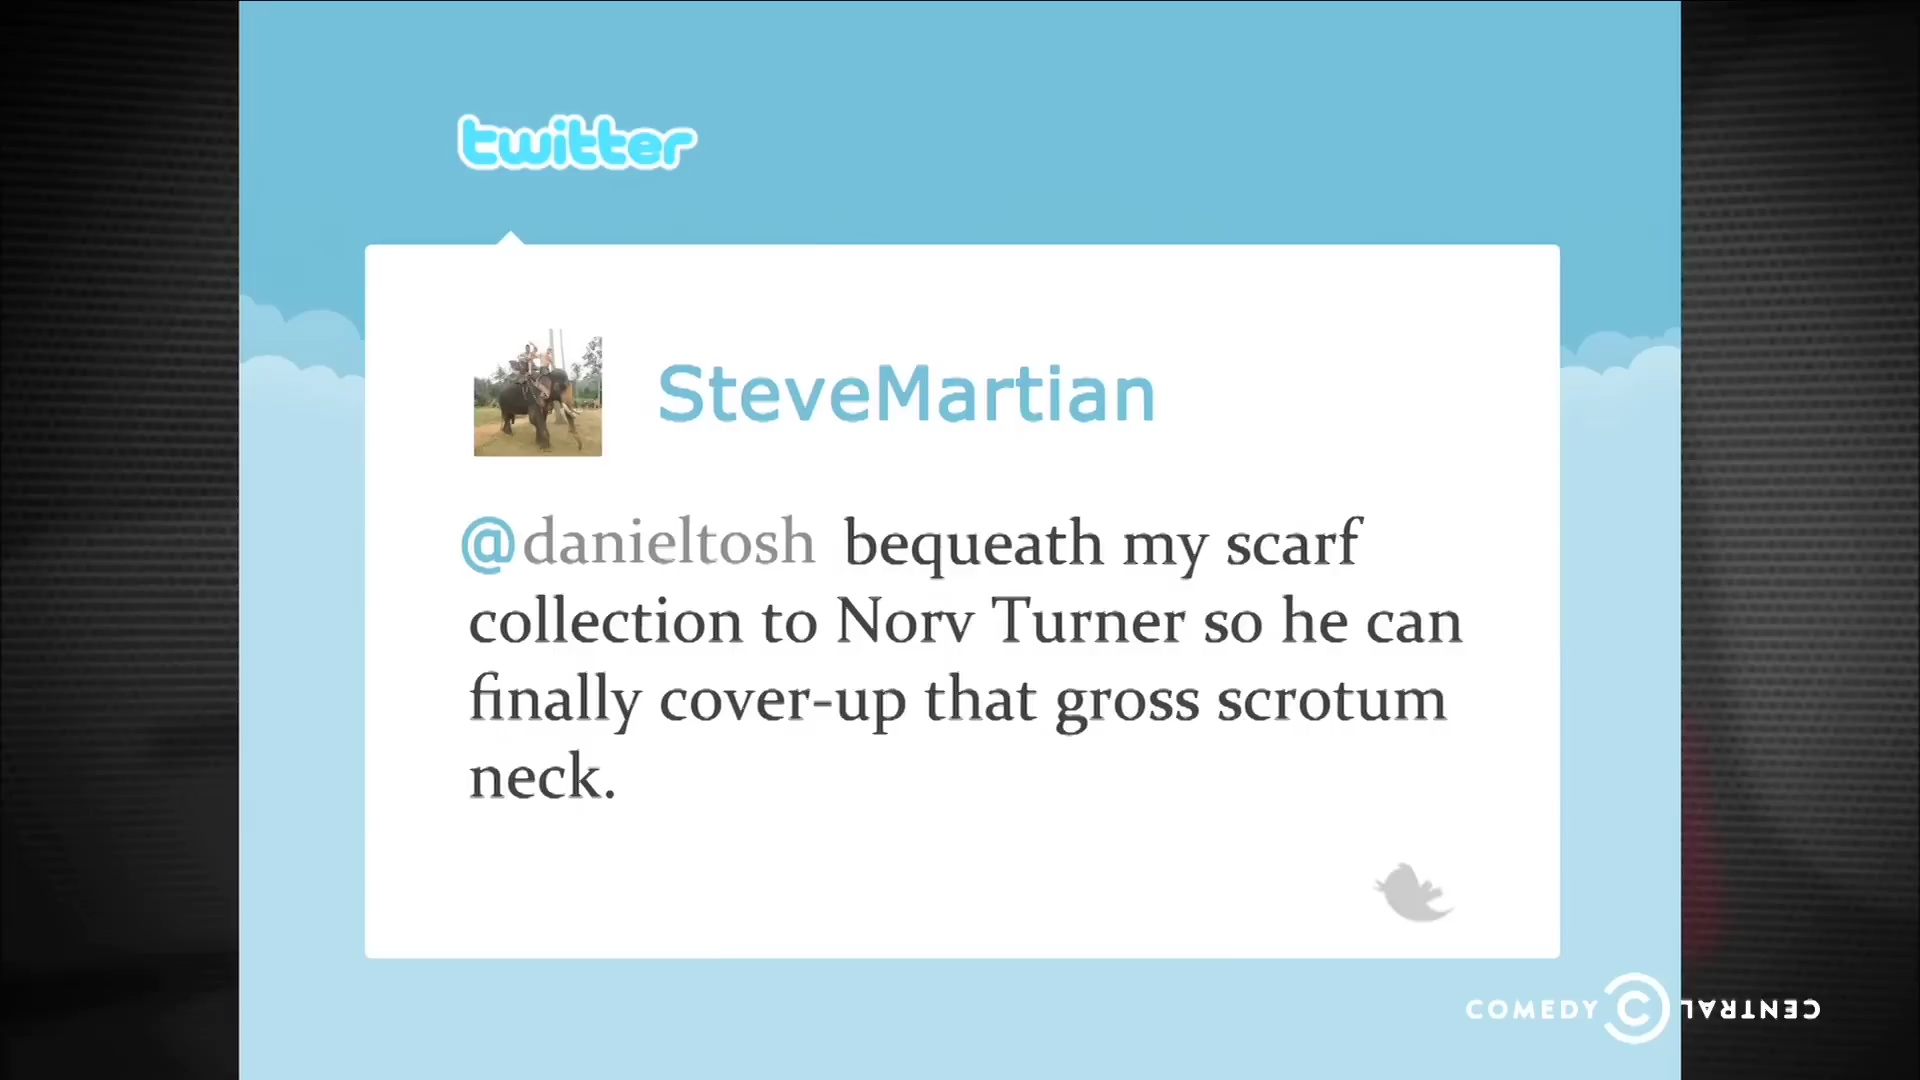 twitter
SteveMartian
@danieltosh bequeath my scarf
collection to Norv Turner so he can
finally cover-up that gross scrotum
neck.
COMEDY CENTRAL